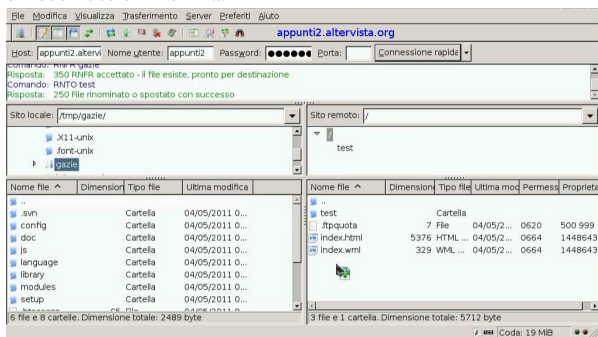 File Modifica Visualizza Trasferimento Server Preferiti Aiuto
appunti2.altervista.org
Host: appunti2.altervi Nome utente: appunti2 Password: ●●●●●● Porta: Connessione rapida
Comando: RNFR gazie
Risposta: 350 RNFR accettato - il file esiste, pronto per destinazione
Comando: RNTO test
Risposta: 250 File rinominato o spostato con successo
Sito locale: /tmp/gazie/
.X11-unix
.font-unix
gazie
Sito remoto: /
/
test
Nome file Dimension Tipo file Ultima modifica
..
.svn Cartella 04/05/2011 0...
config Cartella 04/05/2011 0...
doc Cartella 04/05/2011 0...
js Cartella 04/05/2011 0...
language Cartella 04/05/2011 0...
library Cartella 04/05/2011 0...
modules Cartella 04/05/2011 0...
setup Cartella 04/05/2011 0...
6 file e 8 cartelle. Dimensione totale: 2489 byte
Nome file Dimension Tipo file Ultima mod Permess Proprieta
..
test Cartella
.ftpquota 7 File 04/05/2... 0620 500 999
index.html 5376 HTML ... 04/05/2... 0664 1448643
index.wml 329 WML ... 04/05/2... 0664 1448643
3 file e 1 cartella. Dimensione totale: 5712 byte
Coda: 19 MiB